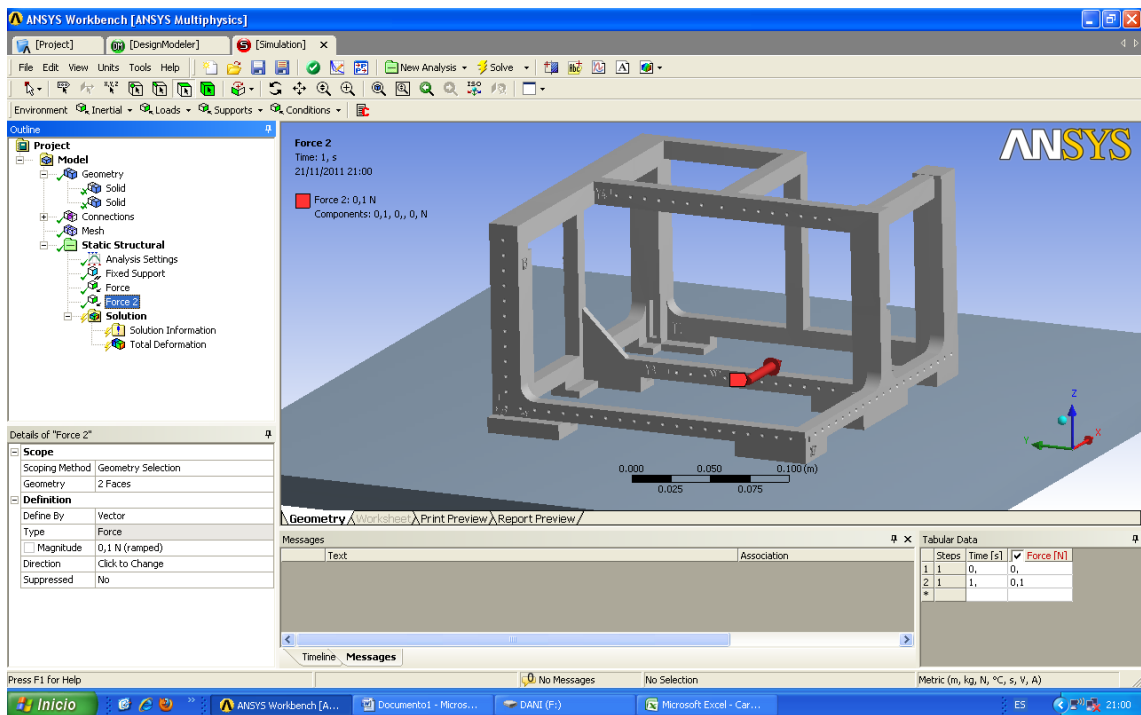 ANSYS Workbench [ANSYS Multiphysics]
[Project] [DesignModeler] [Simulation]
File Edit View Units Tools Help New Analysis Solve
Environment Inertial Loads Supports Conditions
Outline
Project
Model
Geometry
Solid
Solid
Connections
Mesh
Static Structural
Analysis Settings
Fixed Support
Force
Force 2
Solution
Solution Information
Total Deformation
Details of "Force 2"
Scope
Scoping Method Geometry Selection
Geometry 2 Faces
Definition
Define By Vector
Type Force
Magnitude 0,1 N (ramped)
Direction Click to Change
Suppressed No
Force 2
Time: 1, s
21/11/2011 21:00
Force 2: 0,1 N
Components: 0,1, 0,, 0, N
ANSYS
Z
Y X
0.000 0.050 0.100 (m)
0.025 0.075
Geometry Worksheet Print Preview Report Preview
Messages
Text Association
Timeline Messages
Tabular Data
Steps Time [s] Force [N]
1 1 0, 0,
2 1 1, 0,1
*
Press F1 for Help No Messages No Selection Metric (m, kg, N, ºC, s, V, A)
Inicio ANSYS Workbench [A... Documento1 - Micros... DANI (F:) Microsoft Excel - Car... ES 21:00